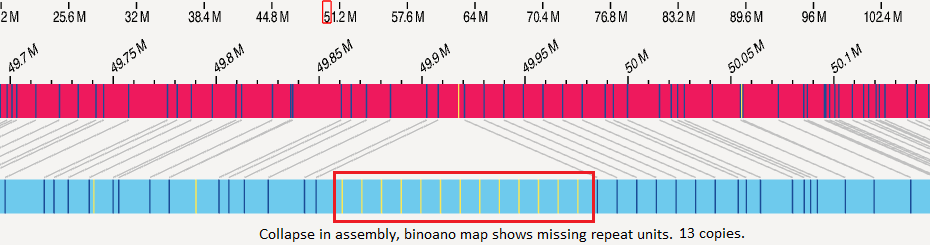 2 M 25.6 M 32 M 38.4 M 44.8 M 51.2 M 57.6 M 64 M 70.4 M 76.8 M 83.2 M 89.6 M 96 M 102.4 M
49.7 M 49.75 M 49.8 M 49.85 M 49.9 M 49.95 M 50 M 50.05 M 50.1 M
Collapse in assembly, binoano map shows missing repeat units. 13 copies.